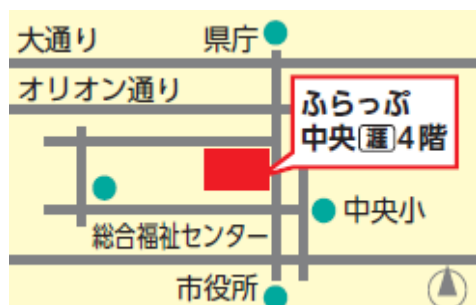 大通り
県庁
オリオン通り
ふらっぷ
中央
4階
中央小
総合福祉センター
市役所